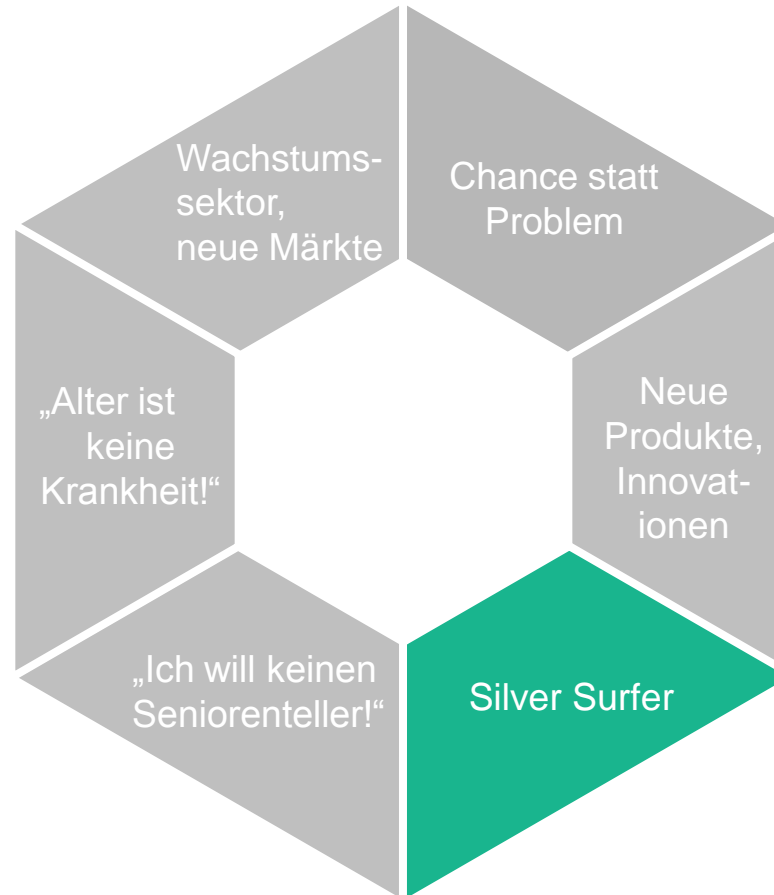 Wachstums-
sektor,
neue Märkte
Chance statt
Problem
Neue
Produkte,
Innovat-
ionen
Silver Surfer
„Ich will keinen
Seniorenteller!“
„Alter ist
keine
Krankheit!“